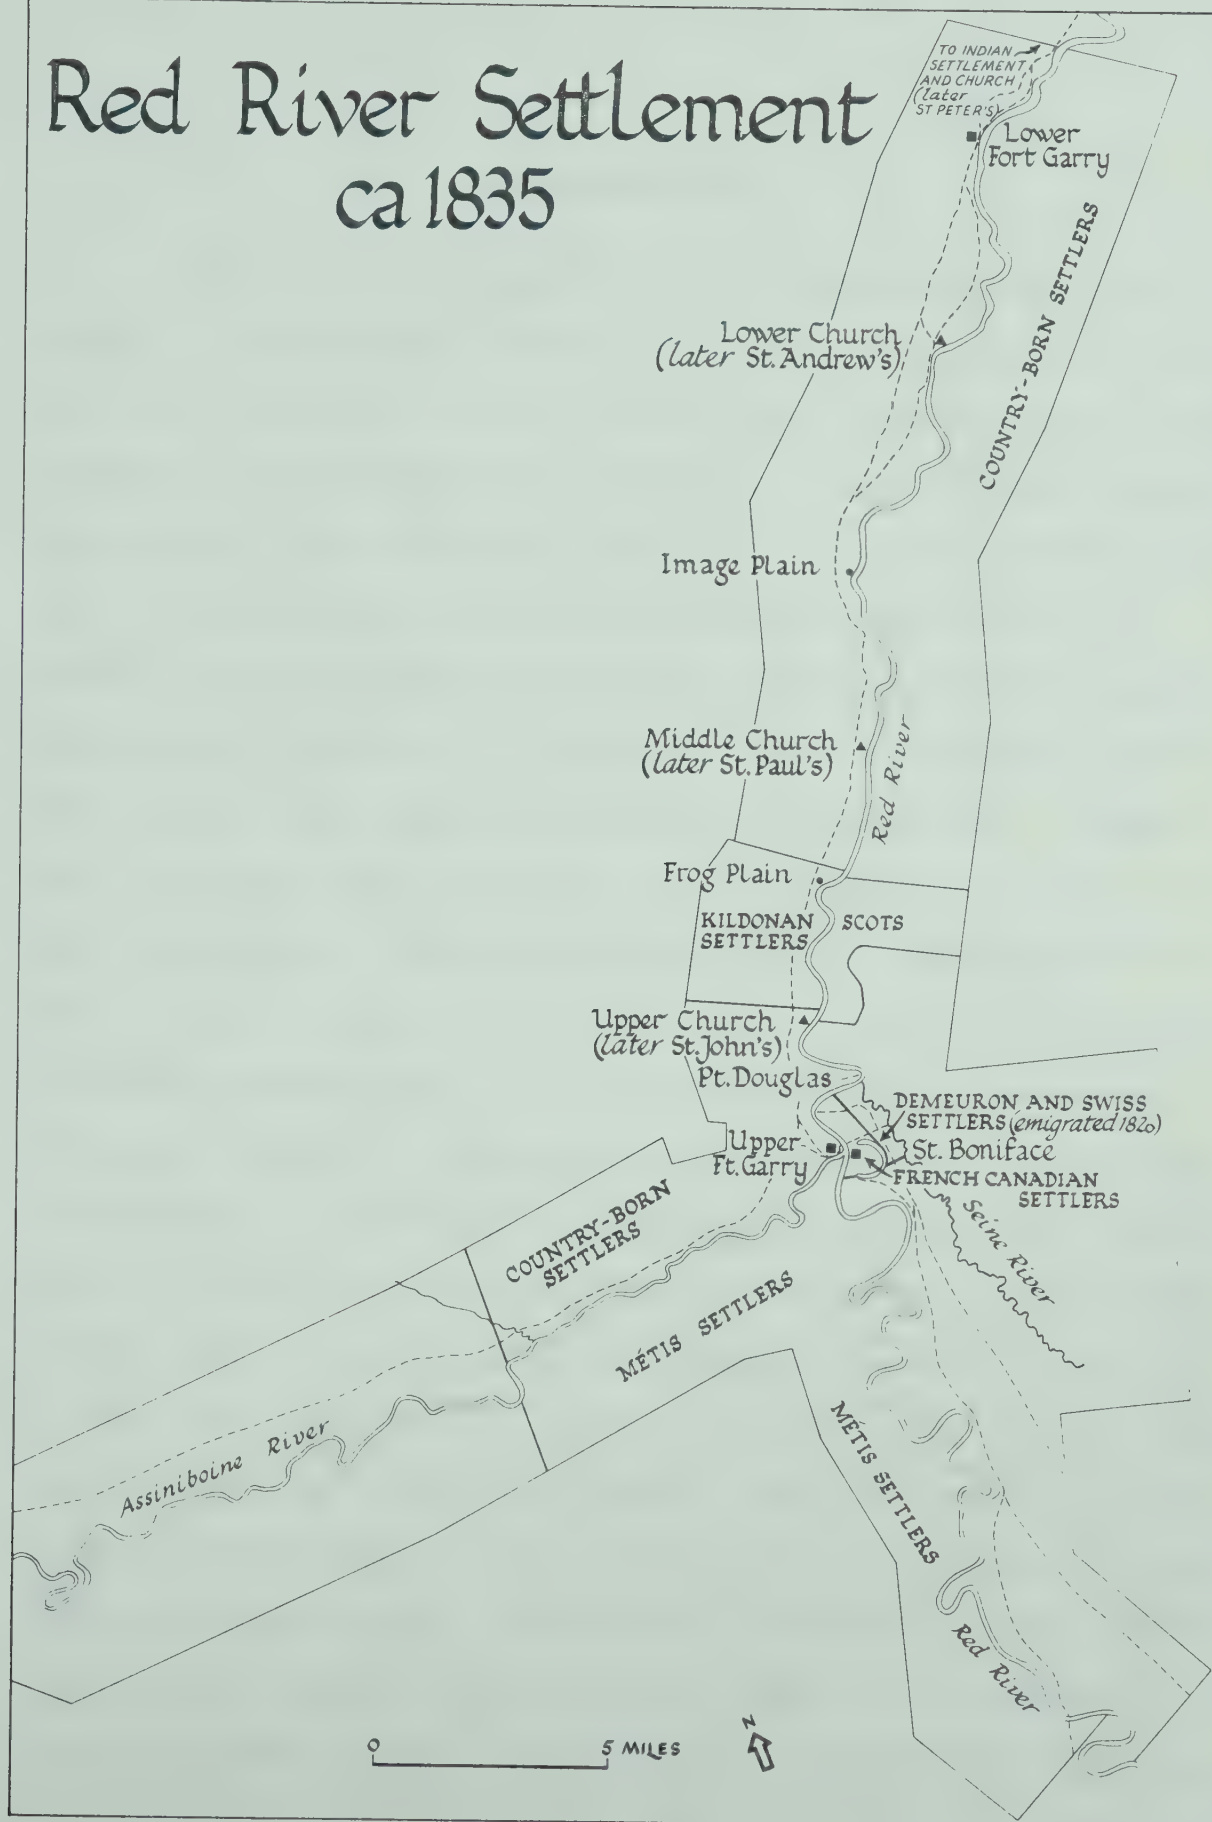 Red River Settlement
ca 1835
TO INDIAN
SETTLEMENT
AND CHURCH
(later
ST PETER'S)
Lower
Fort Garry
COUNTRY-BORN SETTLERS
Lower Church
(later St. Andrew's)
Image Plain
Middle Church
(later St. Paul's)
Red River
Frog Plain
KILDONAN SCOTS
SETTLERS
Upper Church
(later St. John's)
Pt. Douglas
DEMEURON AND SWISS
SETTLERS (emigrated 1820)
Upper
Ft. Garry
St. Boniface
FRENCH CANADIAN
SETTLERS
Seine River
COUNTRY-BORN
SETTLERS
MÉTIS SETTLERS
Assiniboine River
MÉTIS SETTLERS
Red River
0 5 MILES
N